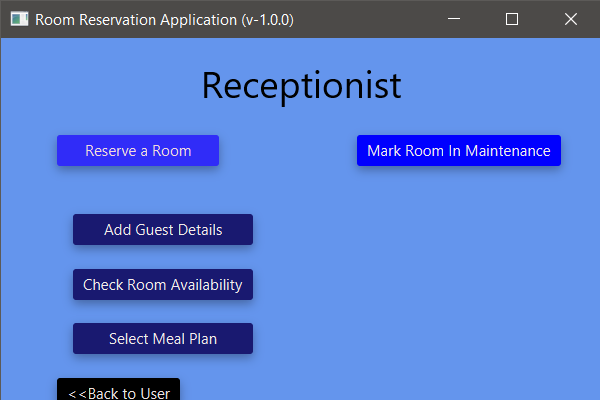 Room Reservation Application (v-1.0.0)
Receptionist
Reserve a Room
Mark Room In Maintenance
Add Guest Details
Check Room Availability
Select Meal Plan
<<Back to User